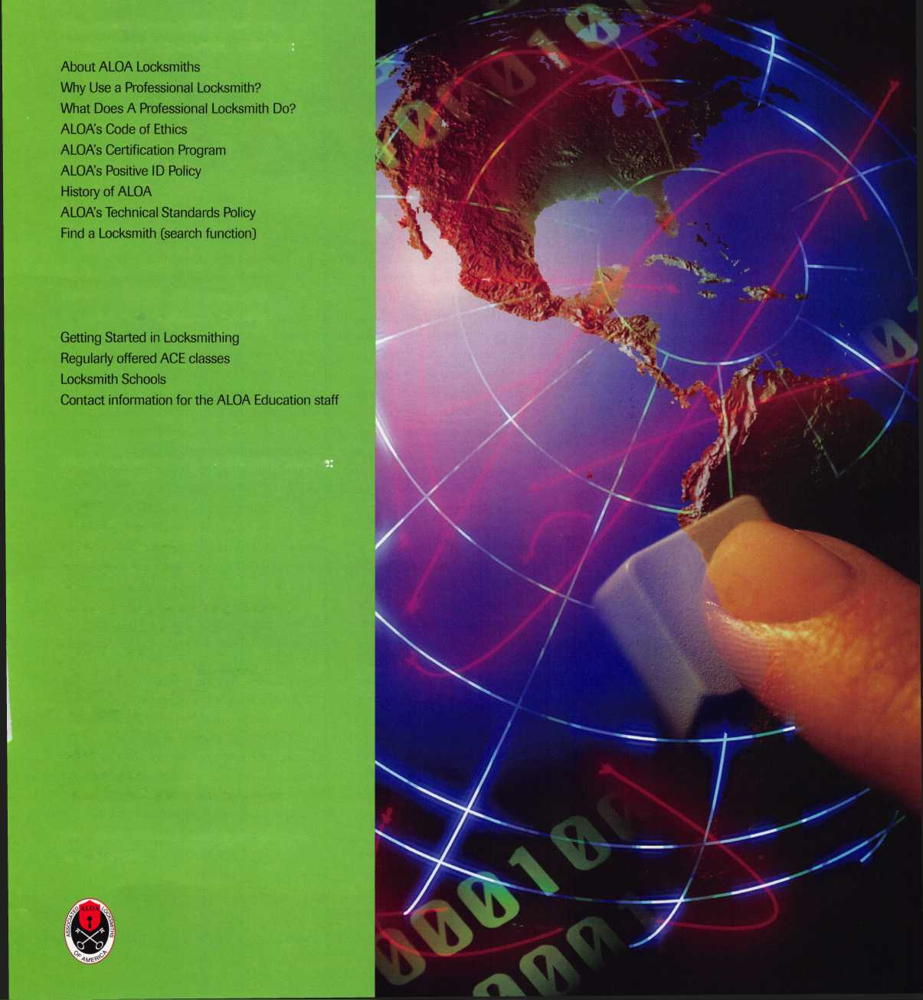 About ALOA Locksmiths
Why Use a Professional Locksmith?
What Does A Professional Locksmith Do?
ALOA's Code of Ethics
ALOA's Certification Program
ALOA's Positive ID Policy
History of ALOA
ALOA's Technical Standards Policy
Find a Locksmith (search function)
Getting Started in Locksmithing
Regularly offered ACE classes
Locksmith Schools
Contact information for the ALOA Education staff
ALOA
ASSOCIATED LOCKSMITHS
OF AMERICA